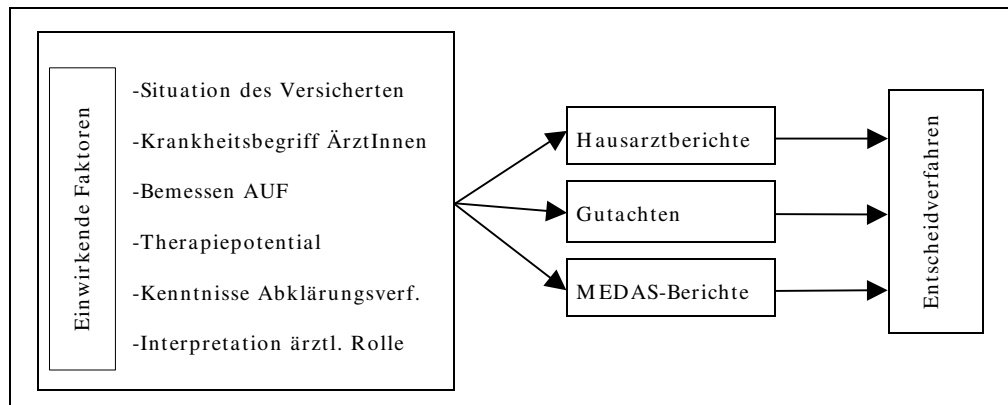 Einwirkende Faktoren
-Situation des Versicherten
-Krankheitsbegriff ÄrztInnen
-Bemessen AUF
-Therapiepotential
-Kenntnisse Abklärungsverf.
-Interpretation ärztl. Rolle
Hausarztberichte
Gutachten
MEDAS-Berichte
Entscheidverfahren